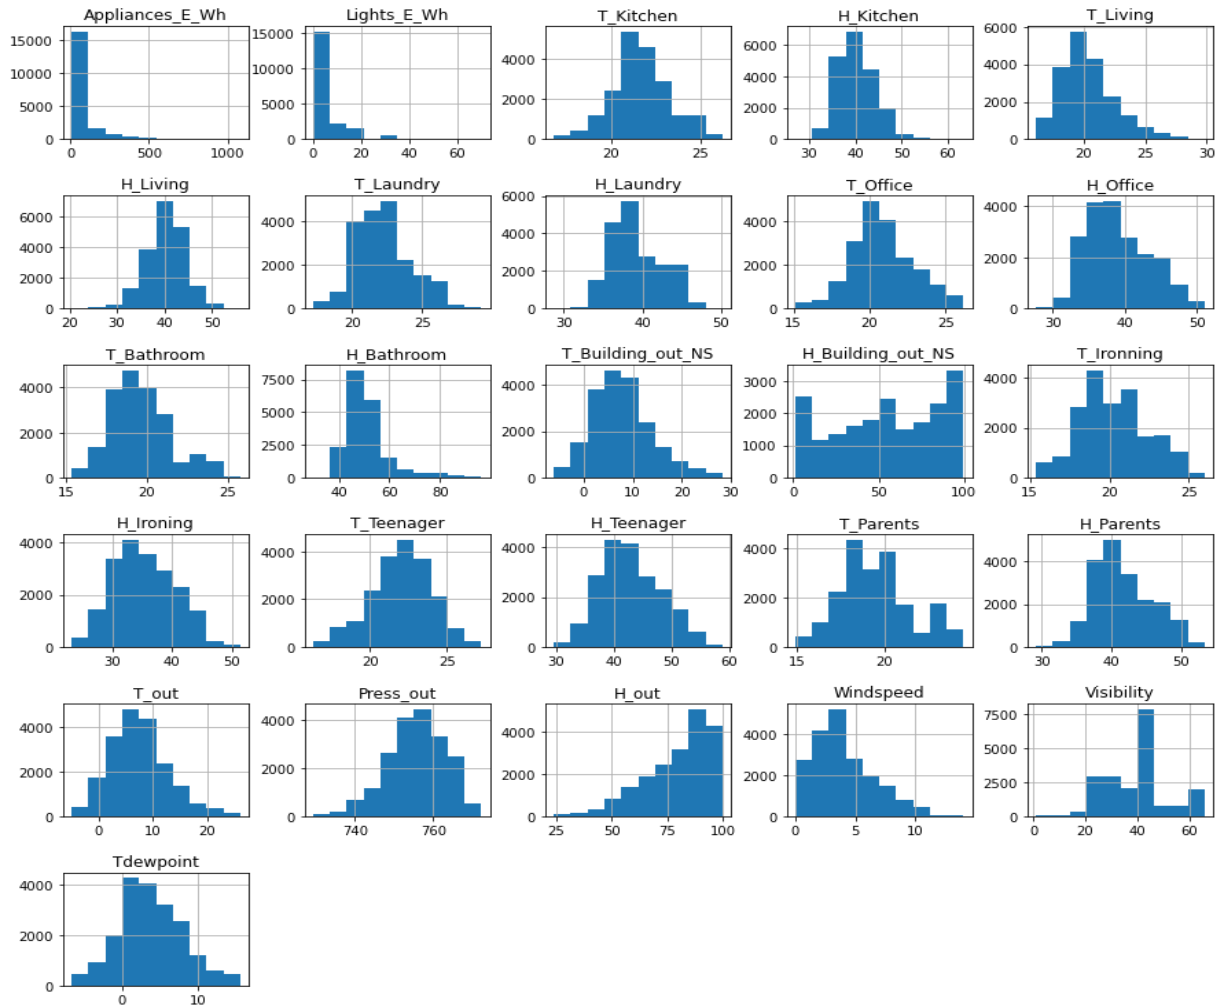 Appliances_E_Wh
15000
10000
5000
0
0 500 1000
Lights_E_Wh
15000
10000
5000
0
0 20 40 60
T_Kitchen
4000
2000
0
20 25
H_Kitchen
6000
4000
2000
0
30 40 50 60
T_Living
6000
4000
2000
0
20 25 30
H_Living
6000
4000
2000
0
20 30 40 50
T_Laundry
4000
2000
0
20 25
H_Laundry
6000
4000
2000
0
30 40 50
T_Office
4000
2000
0
15 20 25
H_Office
4000
2000
0
30 40 50
T_Bathroom
4000
2000
0
15 20 25
H_Bathroom
7500
5000
2500
0
40 60 80
T_Building_out_NS
4000
2000
0
0 10 20 30
H_Building_out_NS
3000
2000
1000
0
0 50 100
T_Ironning
4000
2000
0
15 20 25
H_Ironing
4000
2000
0
30 40 50
T_Teenager
4000
2000
0
20 25
H_Teenager
4000
2000
0
30 40 50 60
T_Parents
4000
2000
0
15 20
H_Parents
4000
2000
0
30 40 50
T_out
4000
2000
0
0 10 20
Press_out
4000
2000
0
740 760
H_out
4000
2000
0
25 50 75 100
Windspeed
4000
2000
0
0 5 10
Visibility
7500
5000
2500
0
0 20 40 60
Tdewpoint
4000
2000
0
0 10